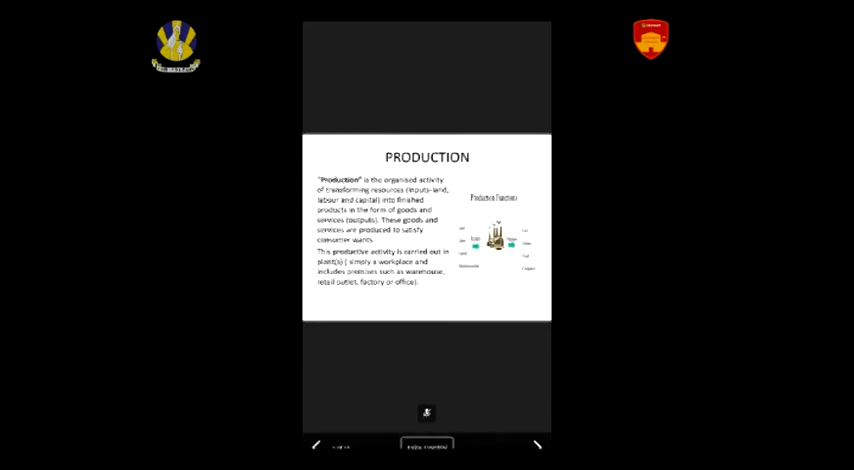 PRODUCTION
"Production" is the organised activity
of transforming resources (inputs-land,
labour and capital) into finished
products in the form of goods and
services (outputs). These goods and
services are produced to satisfy
consumer wants.
This productive activity is carried out in
plant(s) ( simply a workplace and
includes premises such as warehouse,
retail outlet, factory or office).
Production Functions